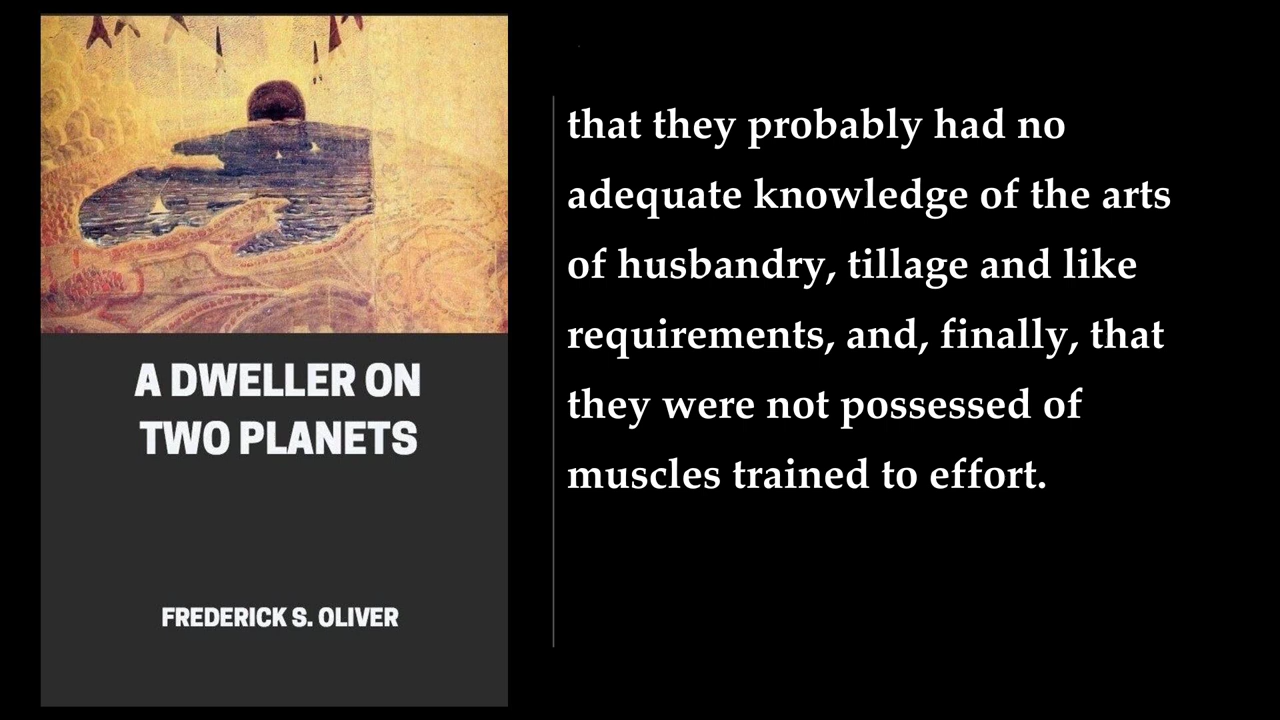 A DWELLER ON
TWO PLANETS
FREDERICK S. OLIVER
that they probably had no
adequate knowledge of the arts
of husbandry, tillage and like
requirements, and, finally, that
they were not possessed of
muscles trained to effort.